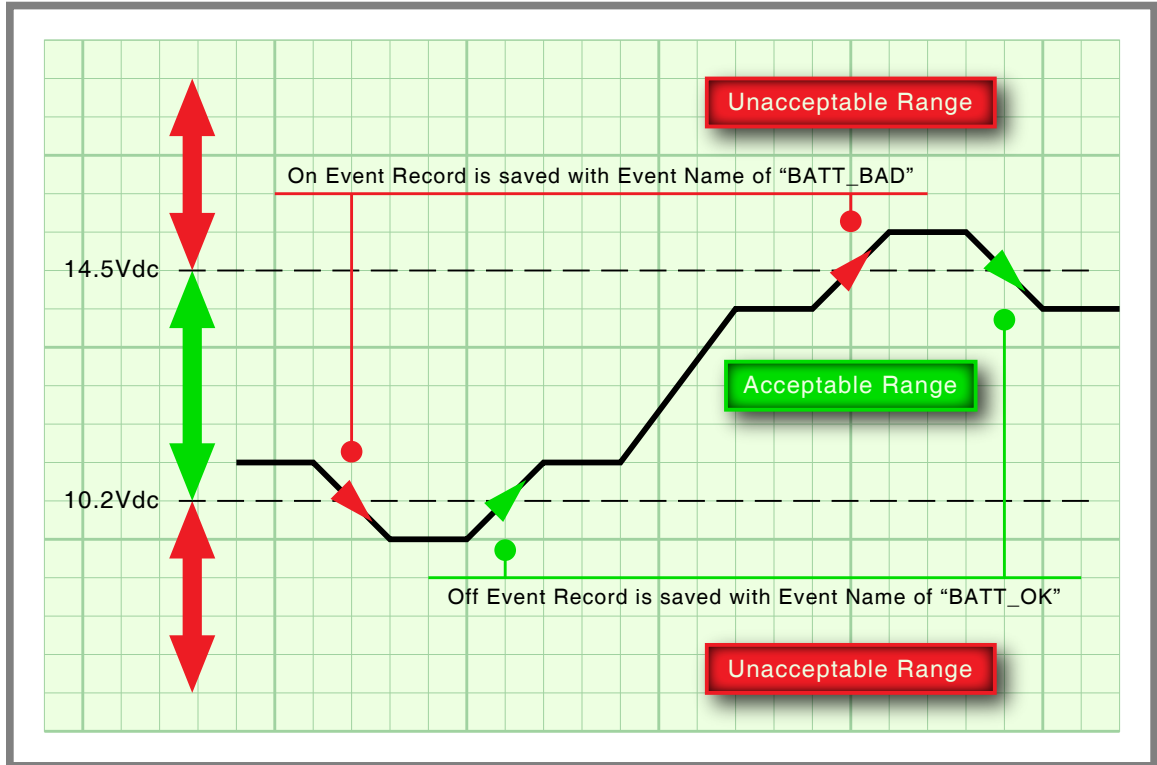 Unacceptable Range
On Event Record is saved with Event Name of “BATT_BAD”
14.5Vdc
Acceptable Range
10.2Vdc
Off Event Record is saved with Event Name of “BATT_OK”
Unacceptable Range